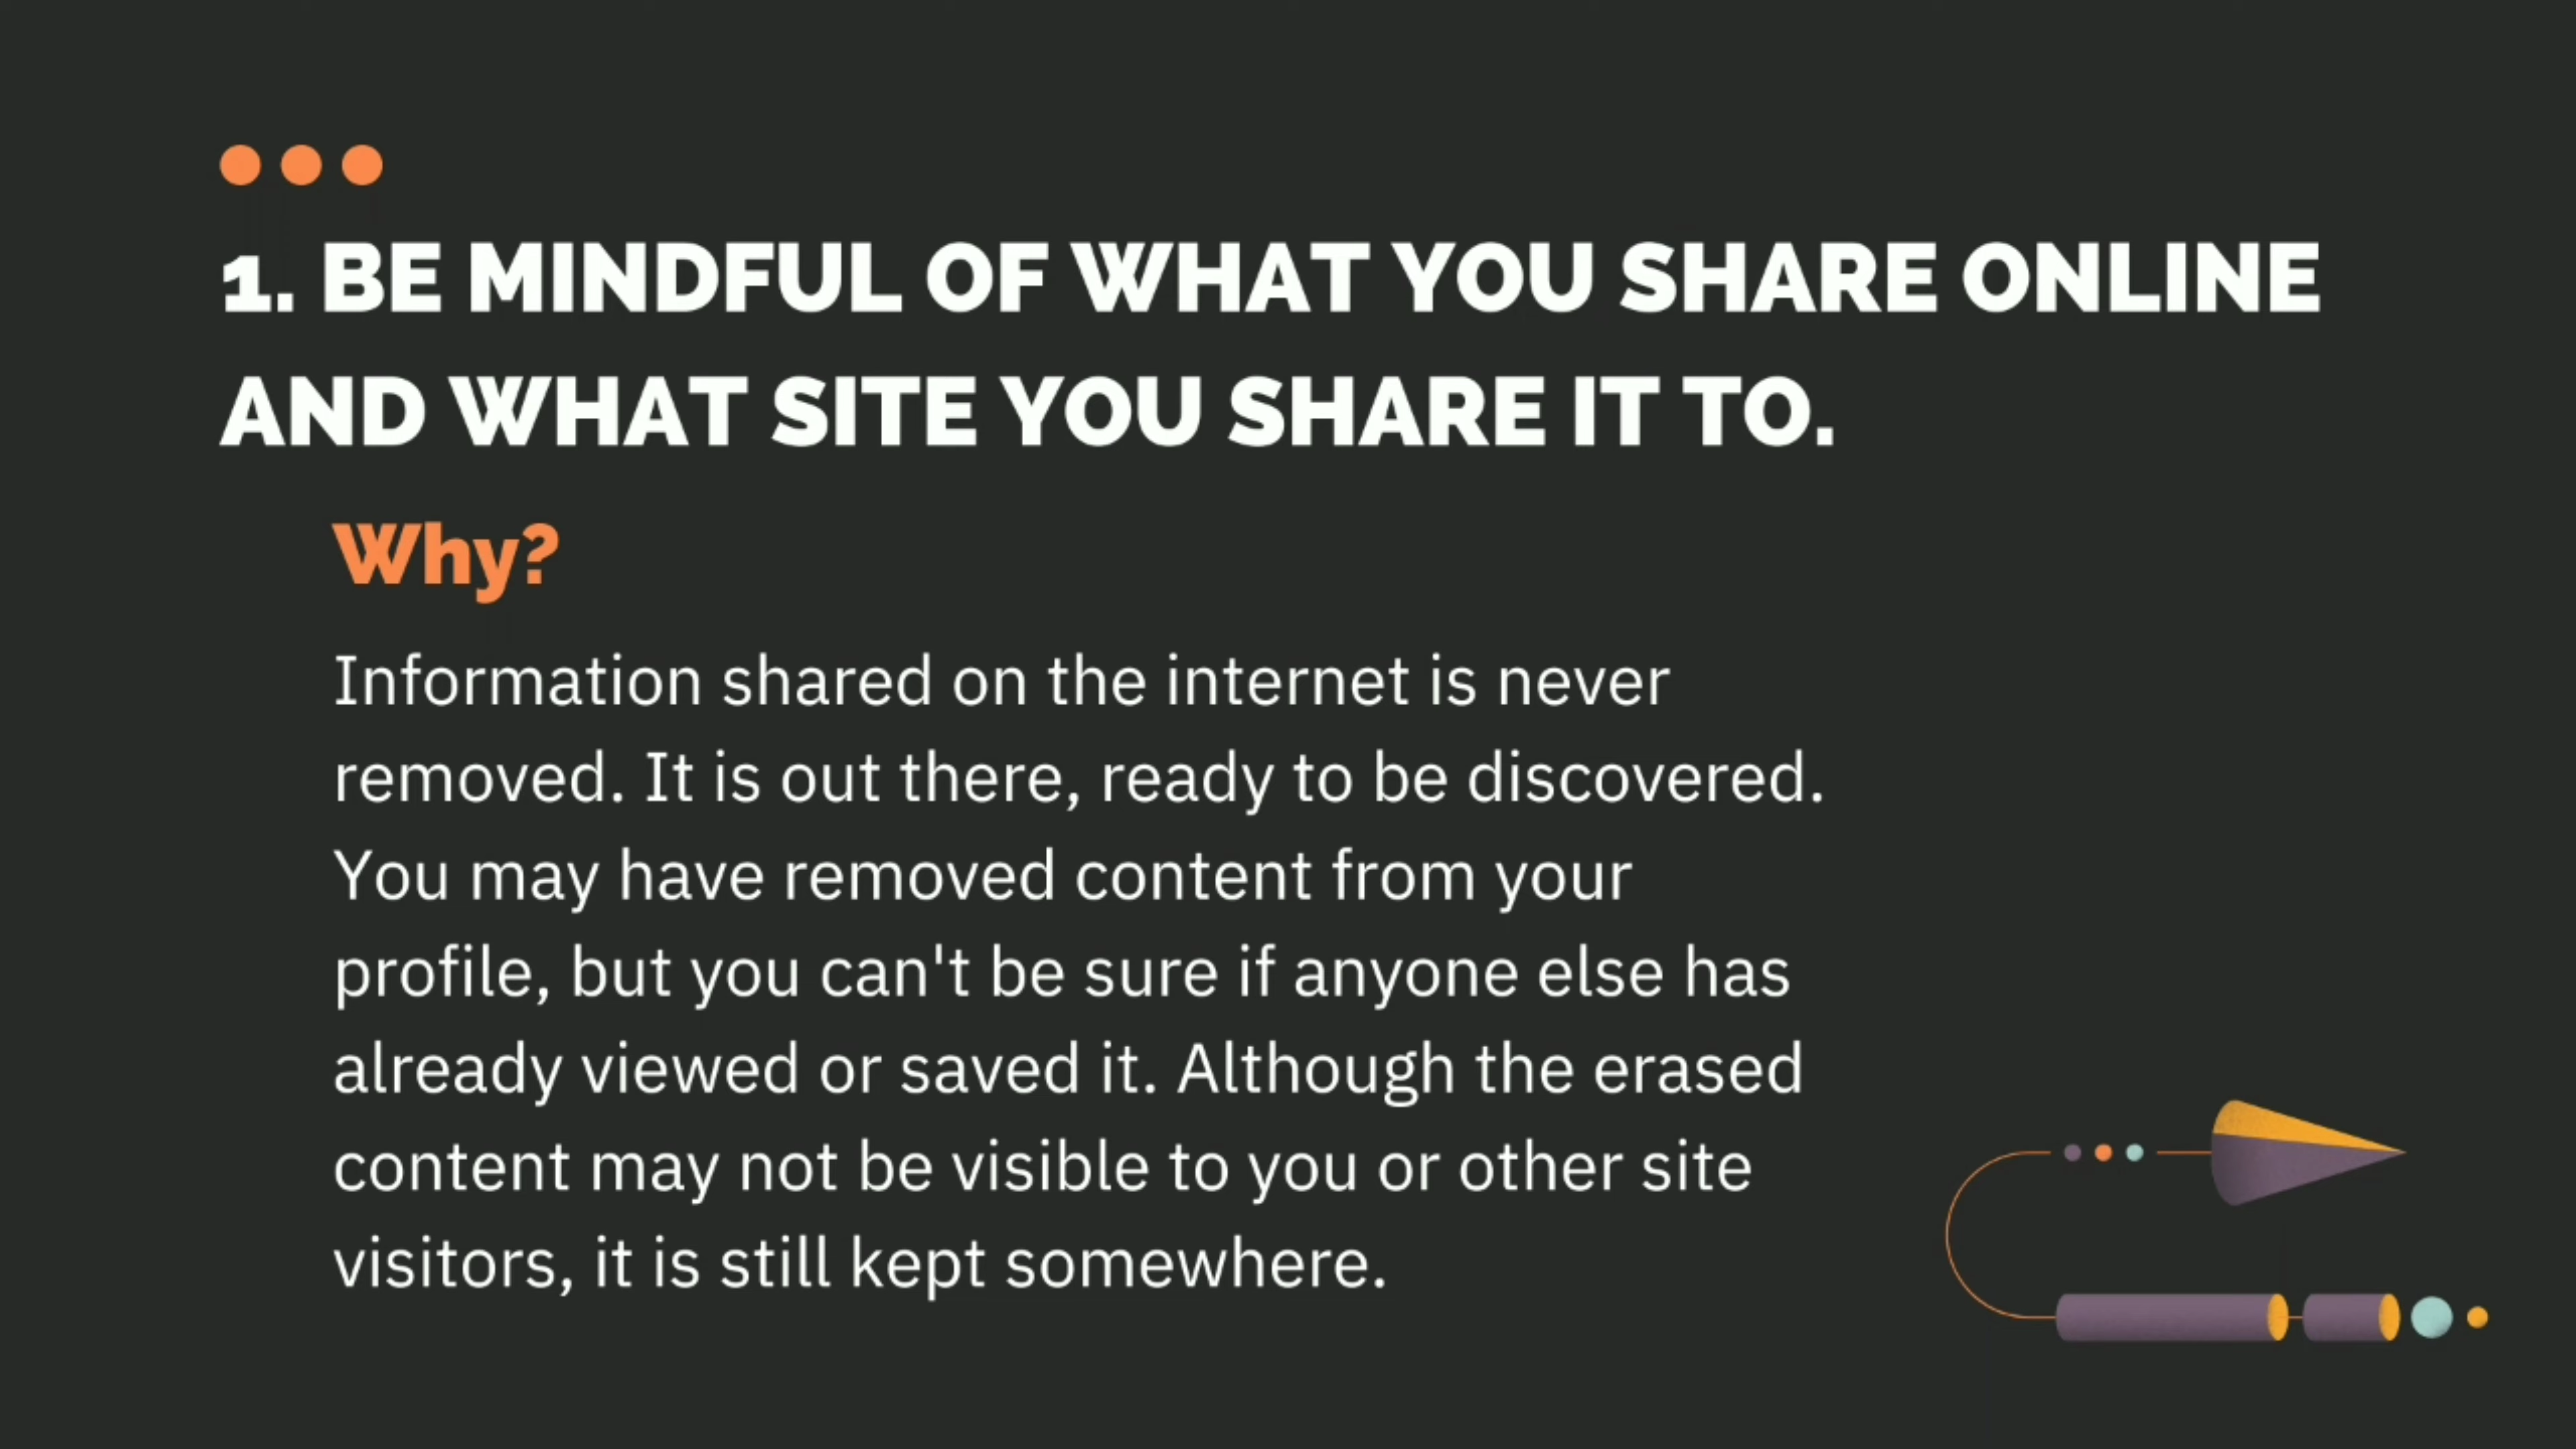 1. BE MINDFUL OF WHAT YOU SHARE ONLINE
AND WHAT SITE YOU SHARE IT TO.
Why?
Information shared on the internet is never
removed. It is out there, ready to be discovered.
You may have removed content from your
profile, but you can't be sure if anyone else has
already viewed or saved it. Although the erased
content may not be visible to you or other site
visitors, it is still kept somewhere.